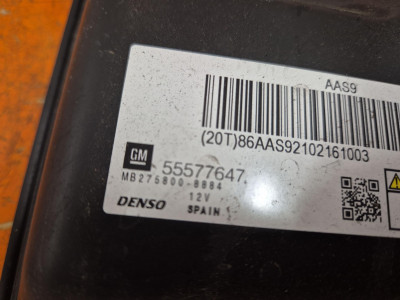 AAS9
(20T)86AAS92102161003
GM 55577647
MB275800-8884
12V
DENSO SPAIN